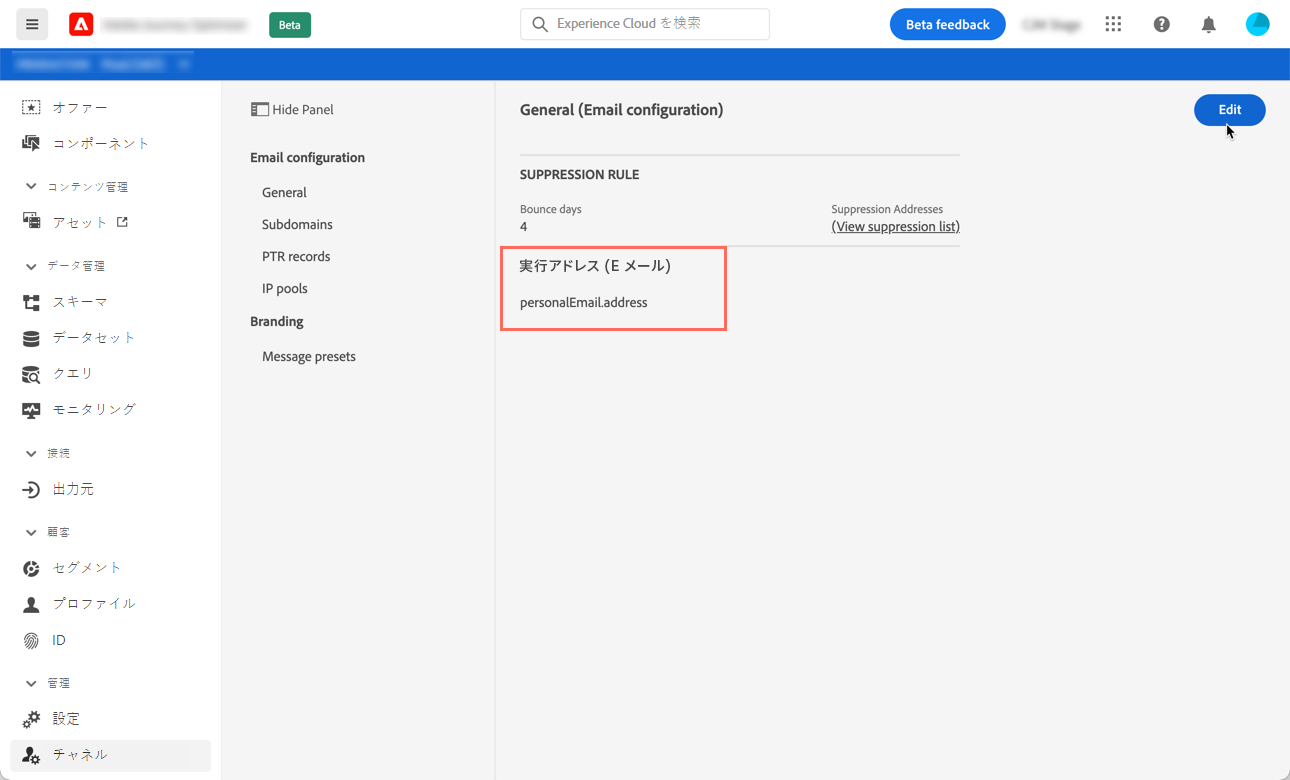 Beta
Experience Cloud を検索
Beta feedback
オファー
コンポーネント
コンテンツ管理
アセット
データ管理
スキーマ
データセット
クエリ
モニタリング
接続
出力元
顧客
セグメント
プロファイル
ID
管理
設定
チャネル
Hide Panel
Email configuration
General
Subdomains
PTR records
IP pools
Branding
Message presets
General (Email configuration)
Edit
SUPPRESSION RULE
Bounce days
4
Suppression Addresses
(View suppression list)
実行アドレス (E メール)
personalEmail.address